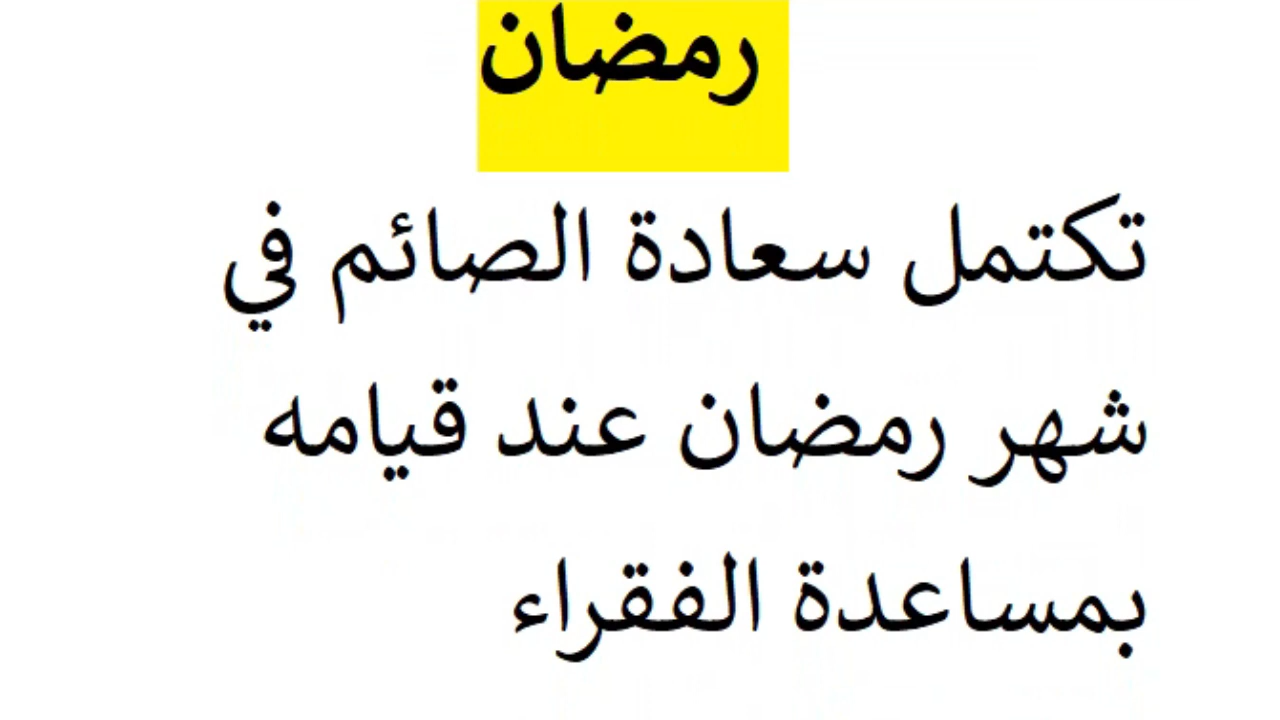 رمضان
تكتمل سعادة الصائم في
شهر رمضان عند قيامه
بمساعدة الفقراء